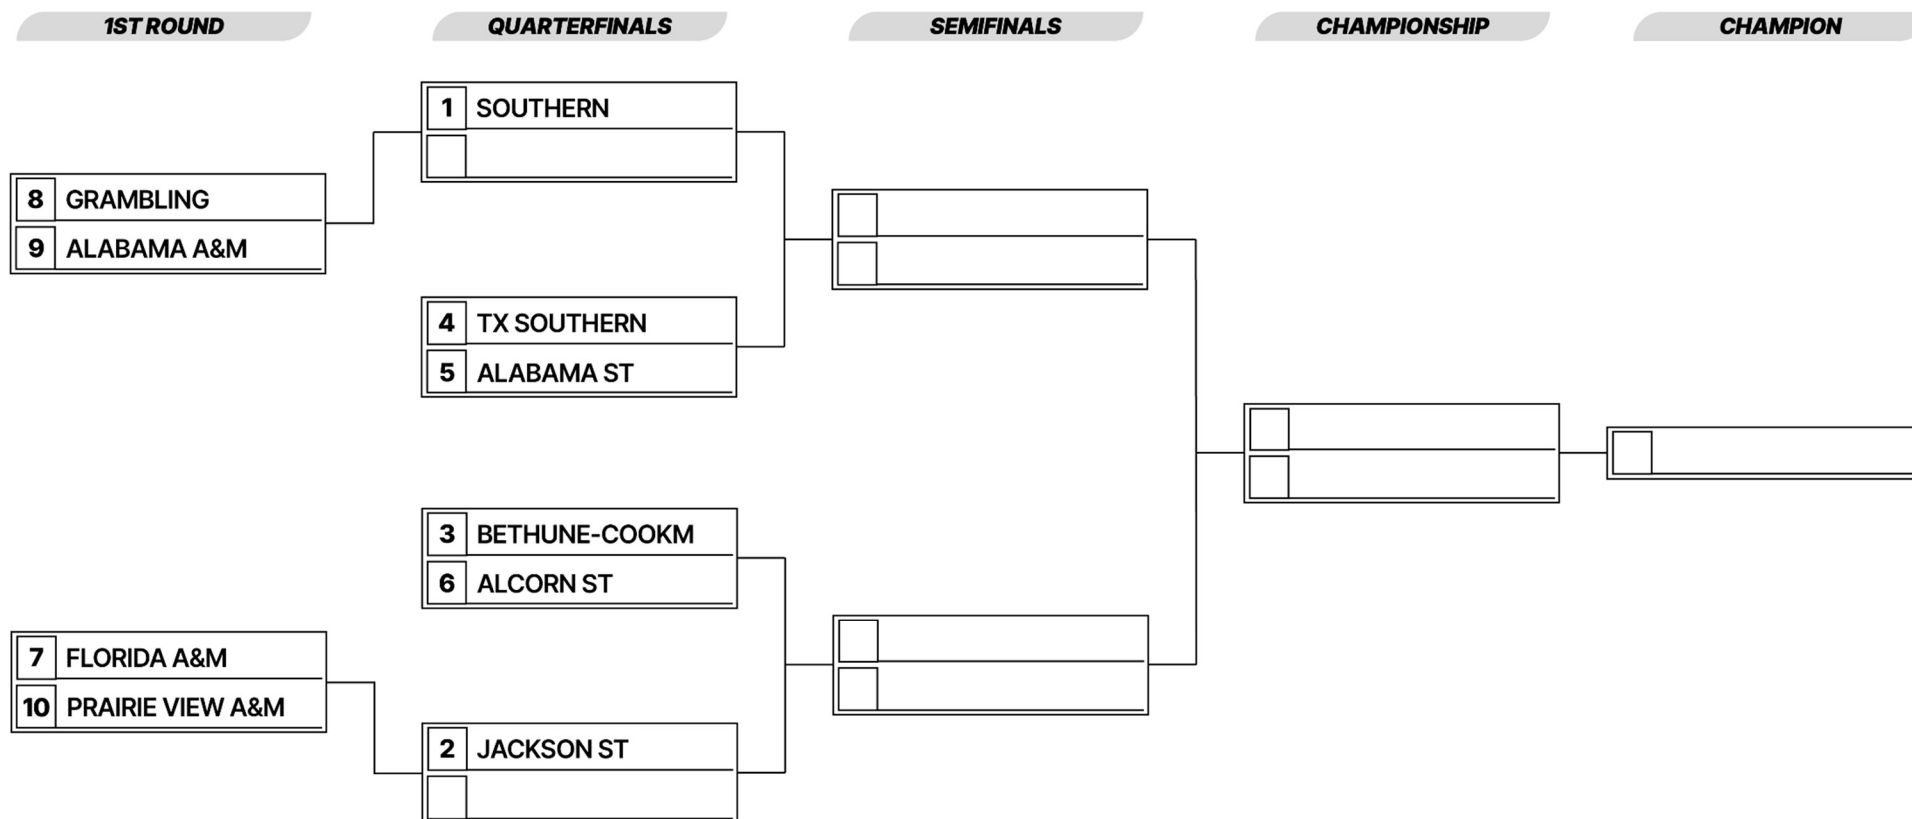 1ST ROUND
QUARTERFINALS
SEMIFINALS
CHAMPIONSHIP
CHAMPION
8 GRAMBLING
9 ALABAMA A&M
7 FLORIDA A&M
10 PRAIRIE VIEW A&M
1 SOUTHERN
4 TX SOUTHERN
5 ALABAMA ST
3 BETHUNE-COOKM
6 ALCORN ST
2 JACKSON ST